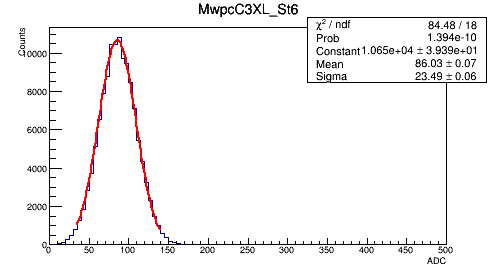 MwpcC3XL_St6
χ² / ndf 84.48 / 18
Prob 1.394e-10
Constant 1.065e+04 ± 3.939e+01
Mean 86.03 ± 0.07
Sigma 23.49 ± 0.06
Counts
10000
8000
6000
4000
2000
0
0 50 100 150 200 250 300 350 400 450 500
ADC